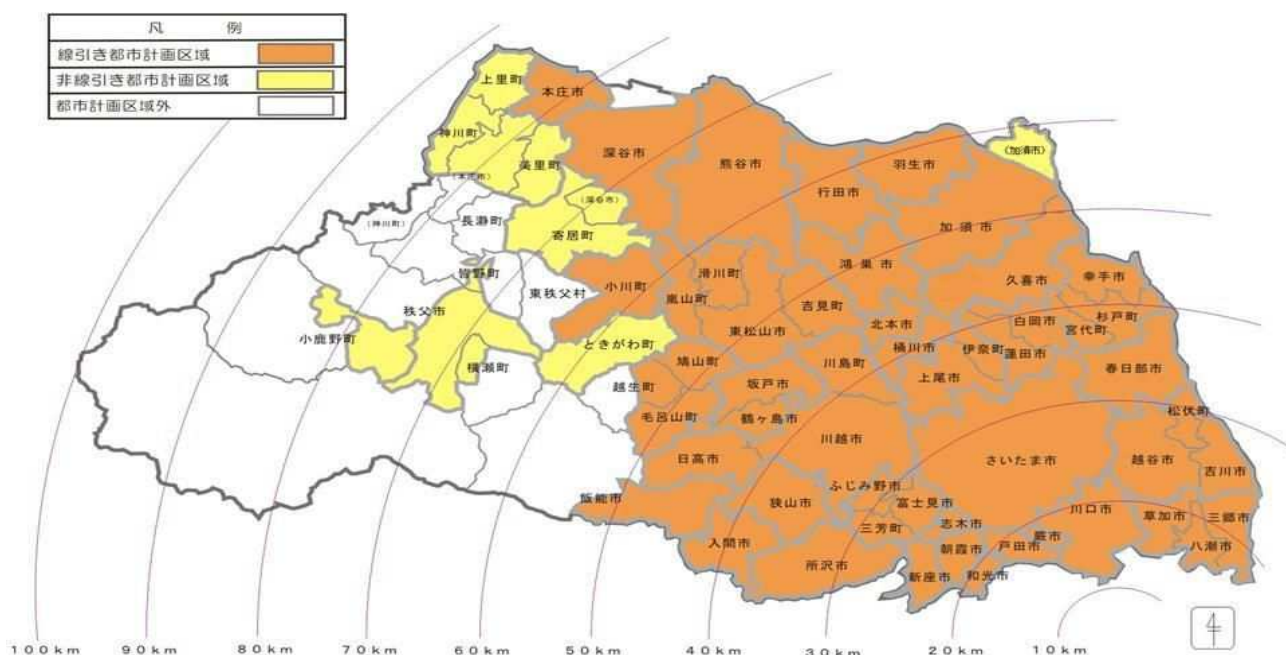 凡 例
線引き都市計画区域
非線引き都市計画区域
都市計画区域外
上里町
本庄市
神川町
美里町
深谷市
熊谷市
羽生市
(加須市)
行田市
(本庄市)
(神川町)
長瀞町
(深谷市)
寄居町
加須市
鴻巣市
皆野町
東秩父村
小川町
滑川町
嵐山町
吉見町
久喜市
幸手市
秩父市
小鹿野町
横瀬町
ときがわ町
東松山市
北本市
桶川市
伊奈町
白岡市
蓮田市
宮代町
杉戸町
鳩山町
川島町
上尾市
春日部市
越生町
坂戸市
毛呂山町
鶴ヶ島市
松伏町
川越市
日高市
さいたま市
越谷市
吉川市
飯能市
狭山市
ふじみ野市
富士見市
三芳町
志木市
川口市
草加市
三郷市
入間市
所沢市
朝霞市
新座市
和光市
戸田市
蕨市
八潮市
100km
90km
80km
70km
60km
50km
40km
30km
20km
10km